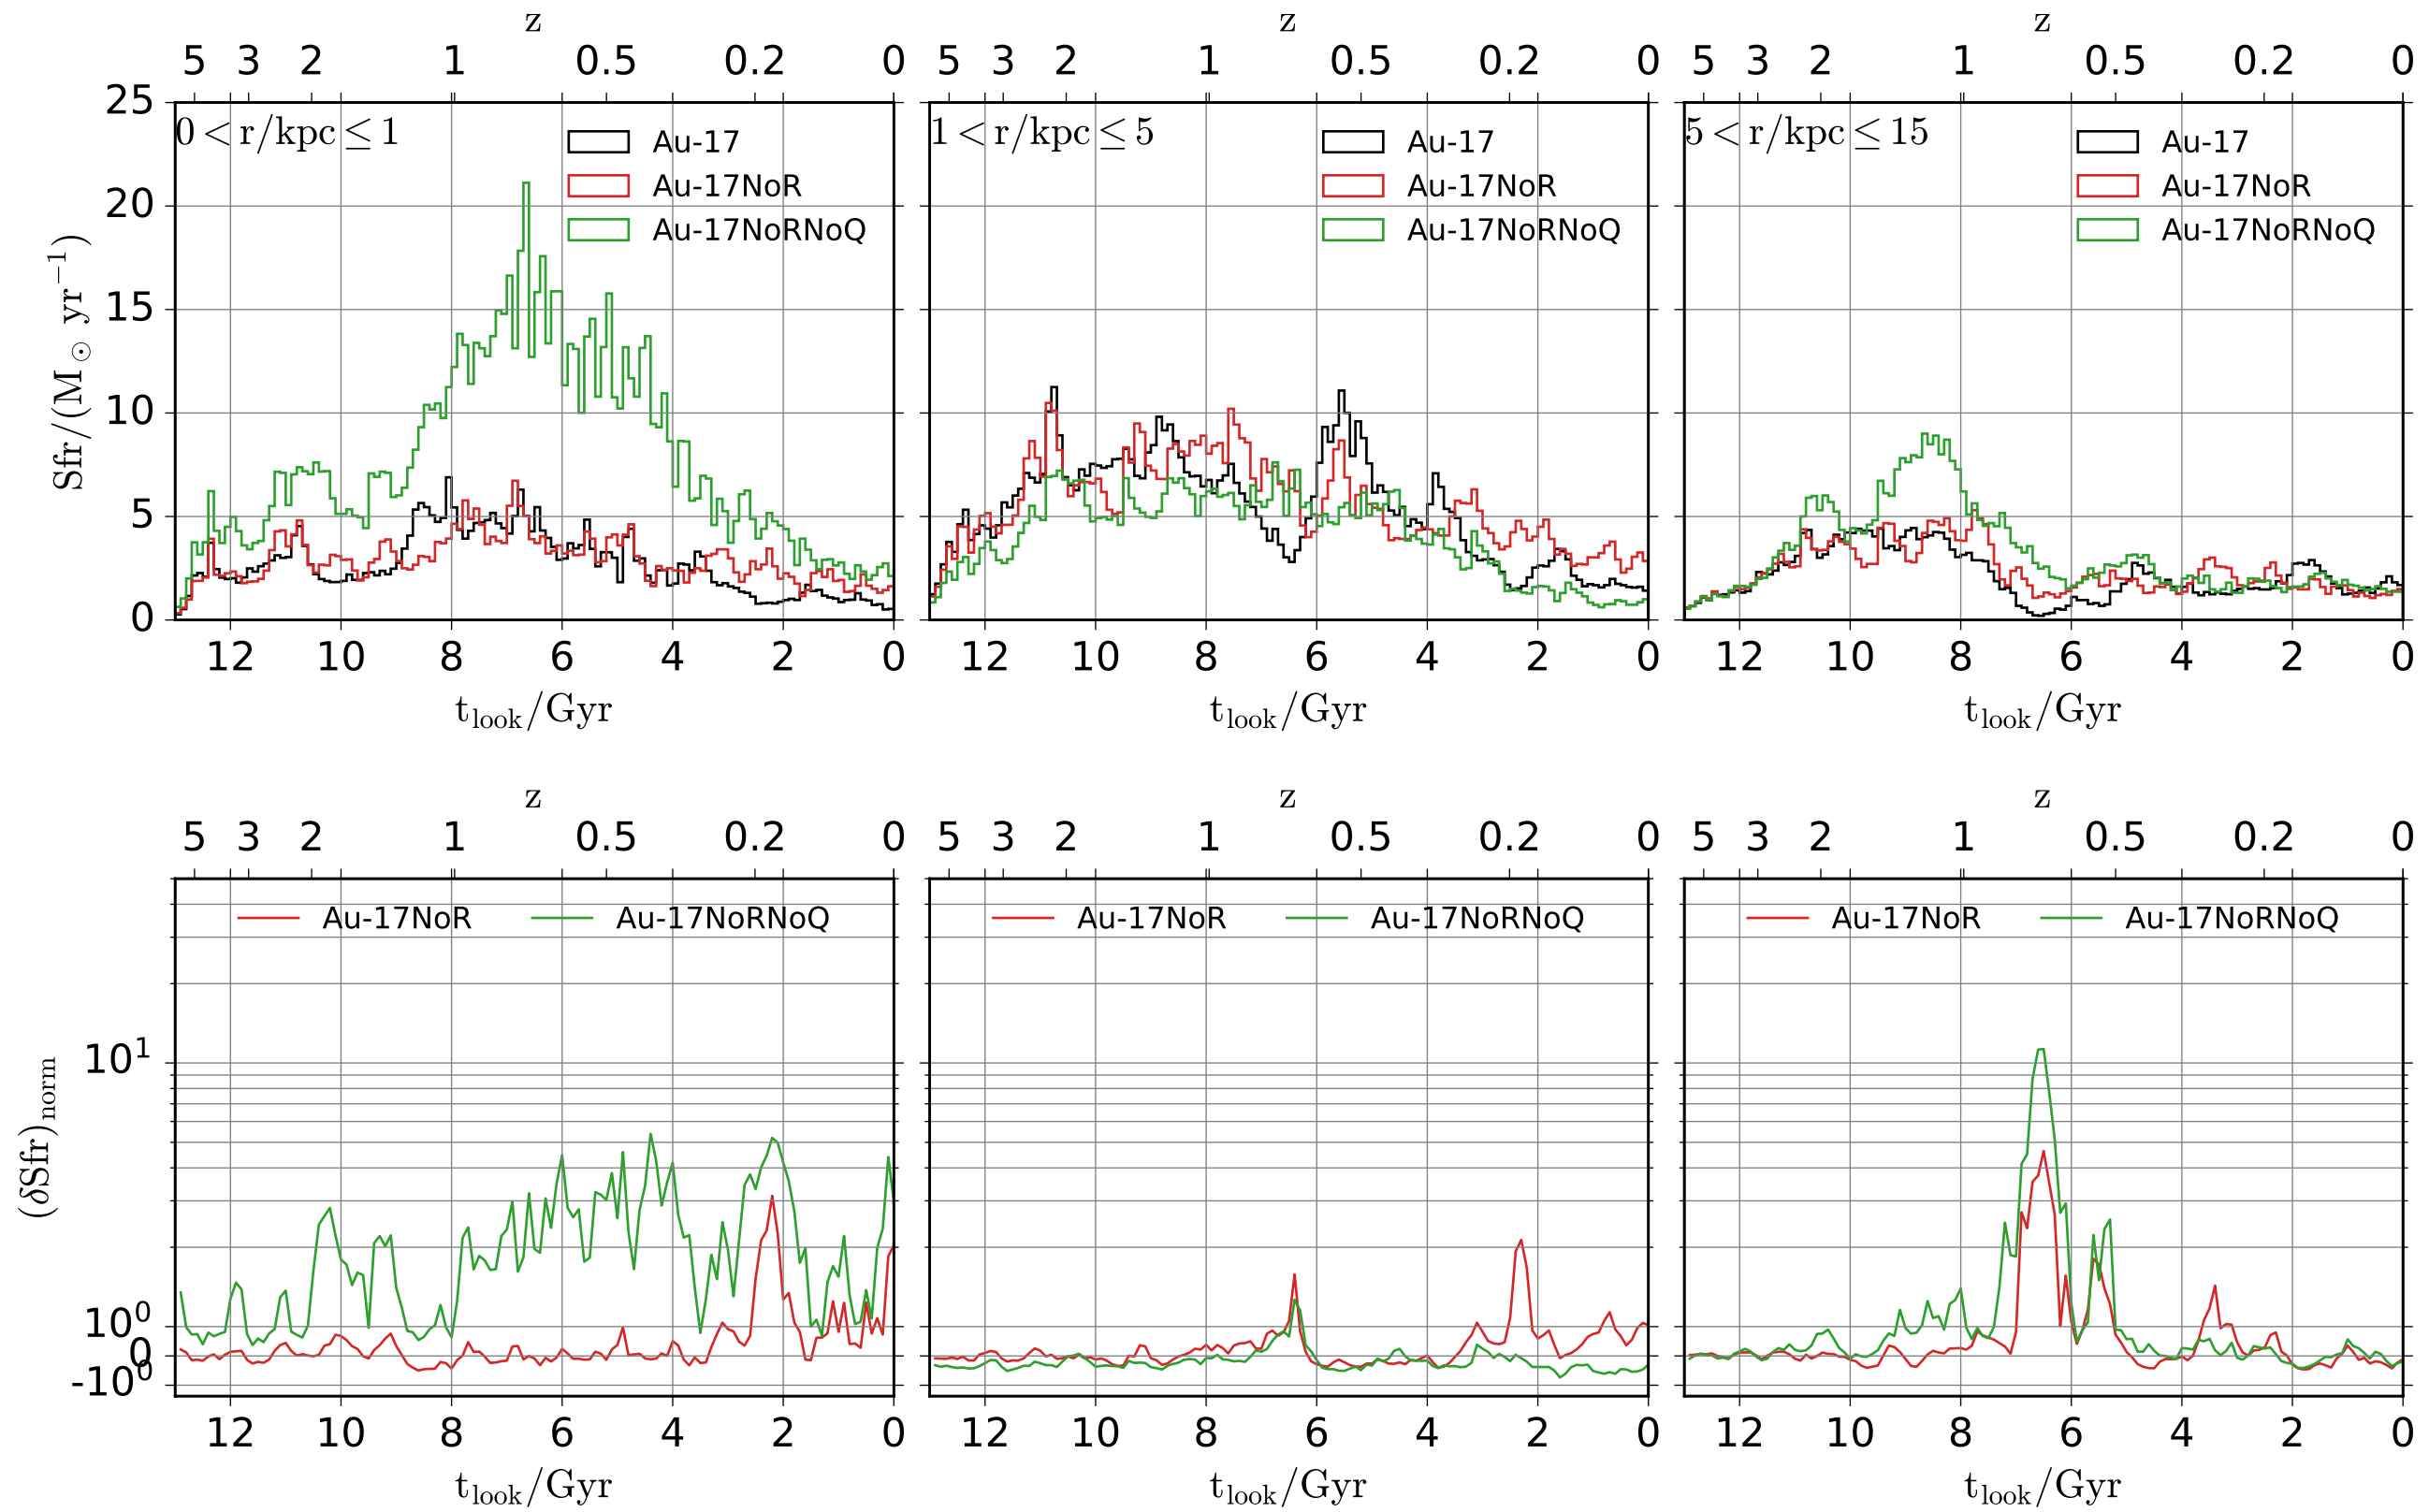 z z z
5 3 2 1 0.5 0.2 0 5 3 2 1 0.5 0.2 0 5 3 2 1 0.5 0.2 0
25
0 < r/kpc ≤ 1 1 < r/kpc ≤ 5 5 < r/kpc ≤ 15
Au-17 Au-17 Au-17
Au-17NoR Au-17NoR Au-17NoR
20
Au-17NoRNoQ Au-17NoRNoQ Au-17NoRNoQ
Sfr/(M⊙ yr⁻¹)
15
10
5
0
12 10 8 6 4 2 0 12 10 8 6 4 2 0 12 10 8 6 4 2 0
t_look/Gyr t_look/Gyr t_look/Gyr
z z z
5 3 2 1 0.5 0.2 0 5 3 2 1 0.5 0.2 0 5 3 2 1 0.5 0.2 0
Au-17NoR Au-17NoRNoQ Au-17NoR Au-17NoRNoQ Au-17NoR Au-17NoRNoQ
10¹
(δSfr)_norm
10⁰
0
-10⁰
12 10 8 6 4 2 0 12 10 8 6 4 2 0 12 10 8 6 4 2 0
t_look/Gyr t_look/Gyr t_look/Gyr